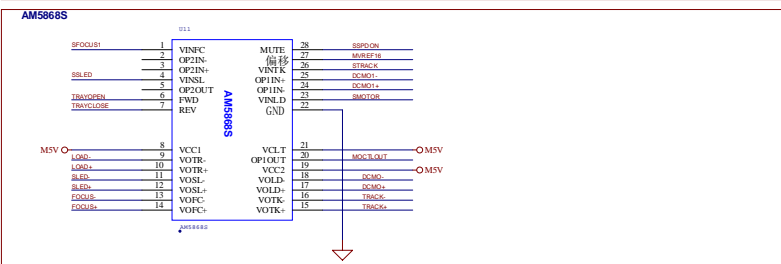 AM5868S
U11
SFOCUS1 1 VINFC MUTE 28 SSPDON
2 OP2IN- 偏移 27 MVREF16
3 OP2IN+ VINTK 26 STRACK
SSLED 4 VINSL OP1IN+ 25 DCMO1-
5 OP2OUT OP1IN- 24 DCMO1+
TRAYOPEN 6 FWD VINLD 23 SMOTOR
TRAYCLOSE 7 REV GND 22
AM5868S
M5V 8 VCC1 VCLT 21 M5V
LOAD- 9 VOTR- OP1OUT 20 MOCTLOUT
LOAD+ 10 VOTR+ VCC2 19 M5V
SLED- 11 VOSL- VOLD- 18 DCMO-
SLED+ 12 VOSL+ VOLD+ 17 DCMO+
FOCUS- 13 VOFC- VOTK- 16 TRACK-
FOCUS+ 14 VOFC+ VOTK+ 15 TRACK+
AM5868S